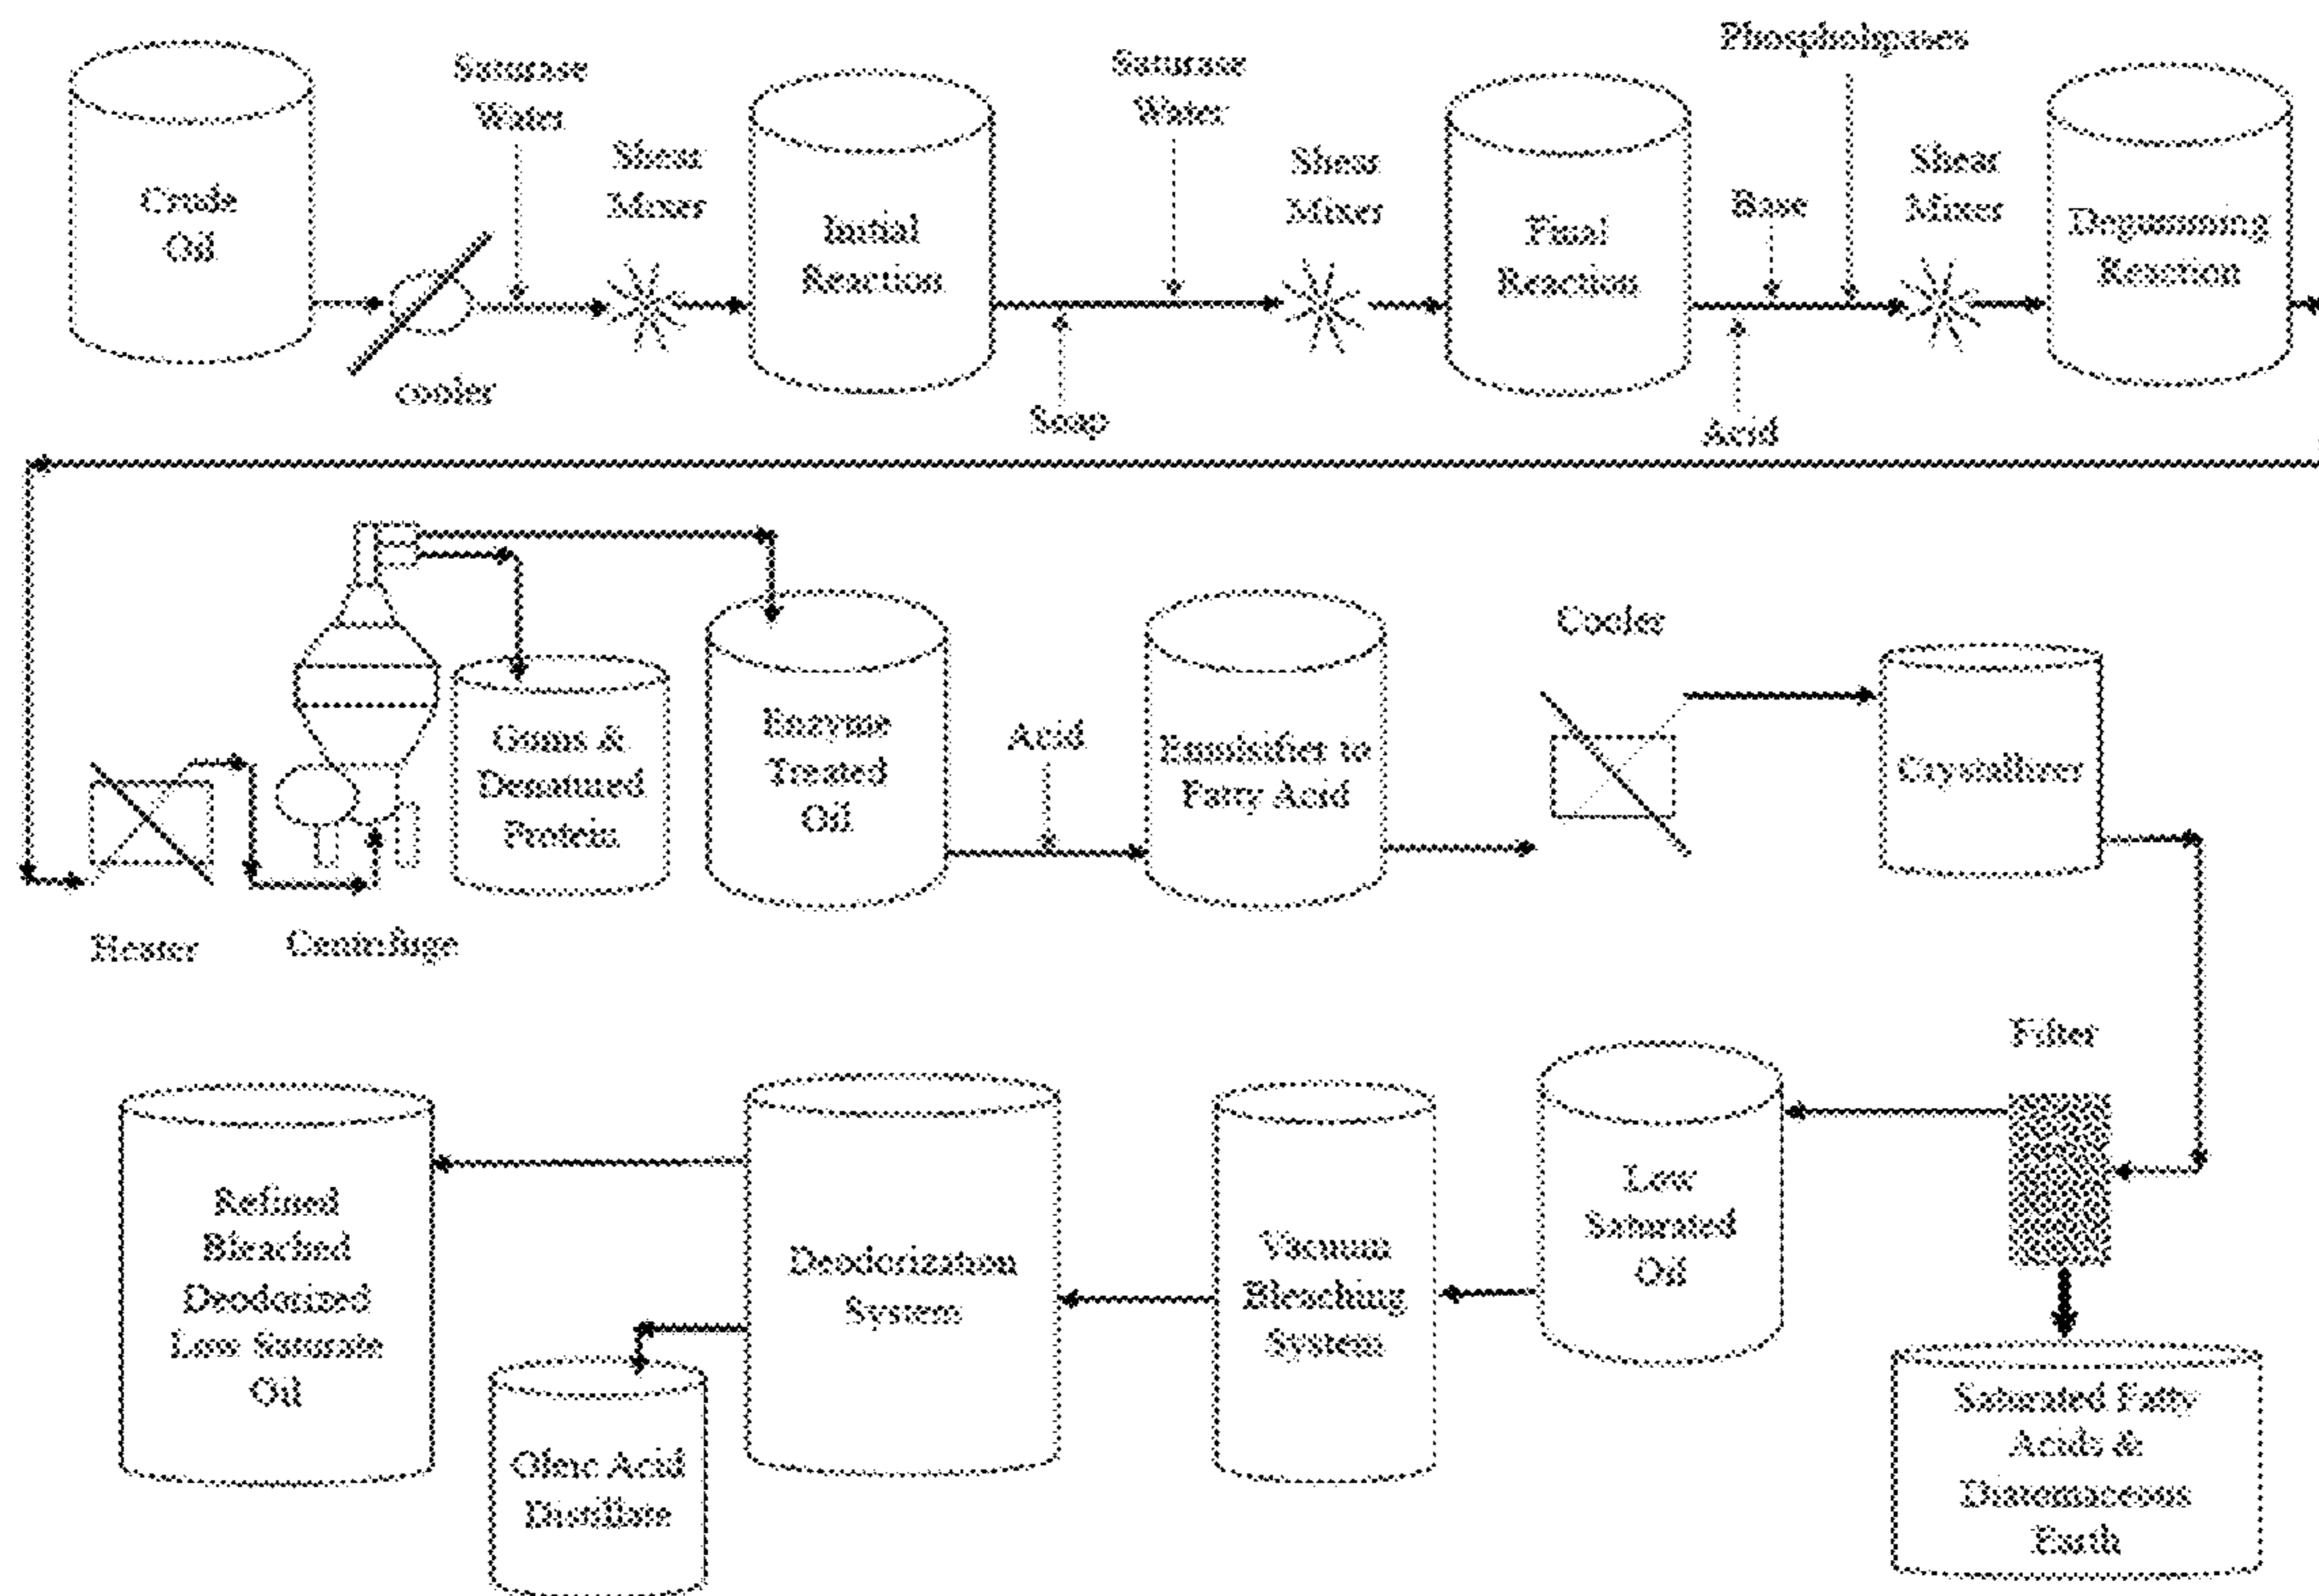 Crude
Oil
cooler
Saturase
Water
Shear
Mixer
Initial
Reaction
Soap
Saturase
Water
Shear
Mixer
Final
Reaction
Acid
Base
Phospholipases
Shear
Mixer
Degumming
Reaction
Heater
Centrifuge
Gums &
Denatured
Protein
Enzyme
Treated
Oil
Acid
Emulsifier to
Fatty Acid
Cooler
Crystallizer
Filter
Saturated Fatty
Acids &
Diatomaceous
Earth
Low
Saturated
Oil
Vacuum
Bleaching
System
Deodorization
System
Oleic Acid
Distillate
Refined
Bleached
Deodorized
Low Saturate
Oil